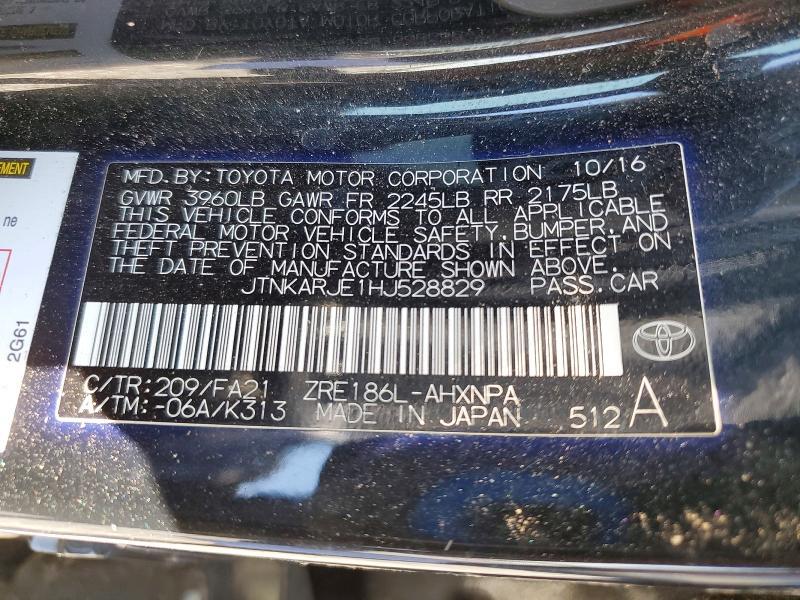 EMENT
ne
2G61
MFD.BY:TOYOTA MOTOR CORPORATION 10/16
GVWR 3960LB GAWR FR 2245LB RR 2175LB
THIS VEHICLE CONFORMS TO ALL APPLICABLE
FEDERAL MOTOR VEHICLE SAFETY,BUMPER,AND
THEFT PREVENTION STANDARDS IN EFFECT ON
THE DATE OF MANUFACTURE SHOWN ABOVE.
JTNKARJE1HJ528829 PASS.CAR
C/TR:209/FA21 ZRE186L-AHXNPA
A/TM:-06A/K313 MADE IN JAPAN 512 A